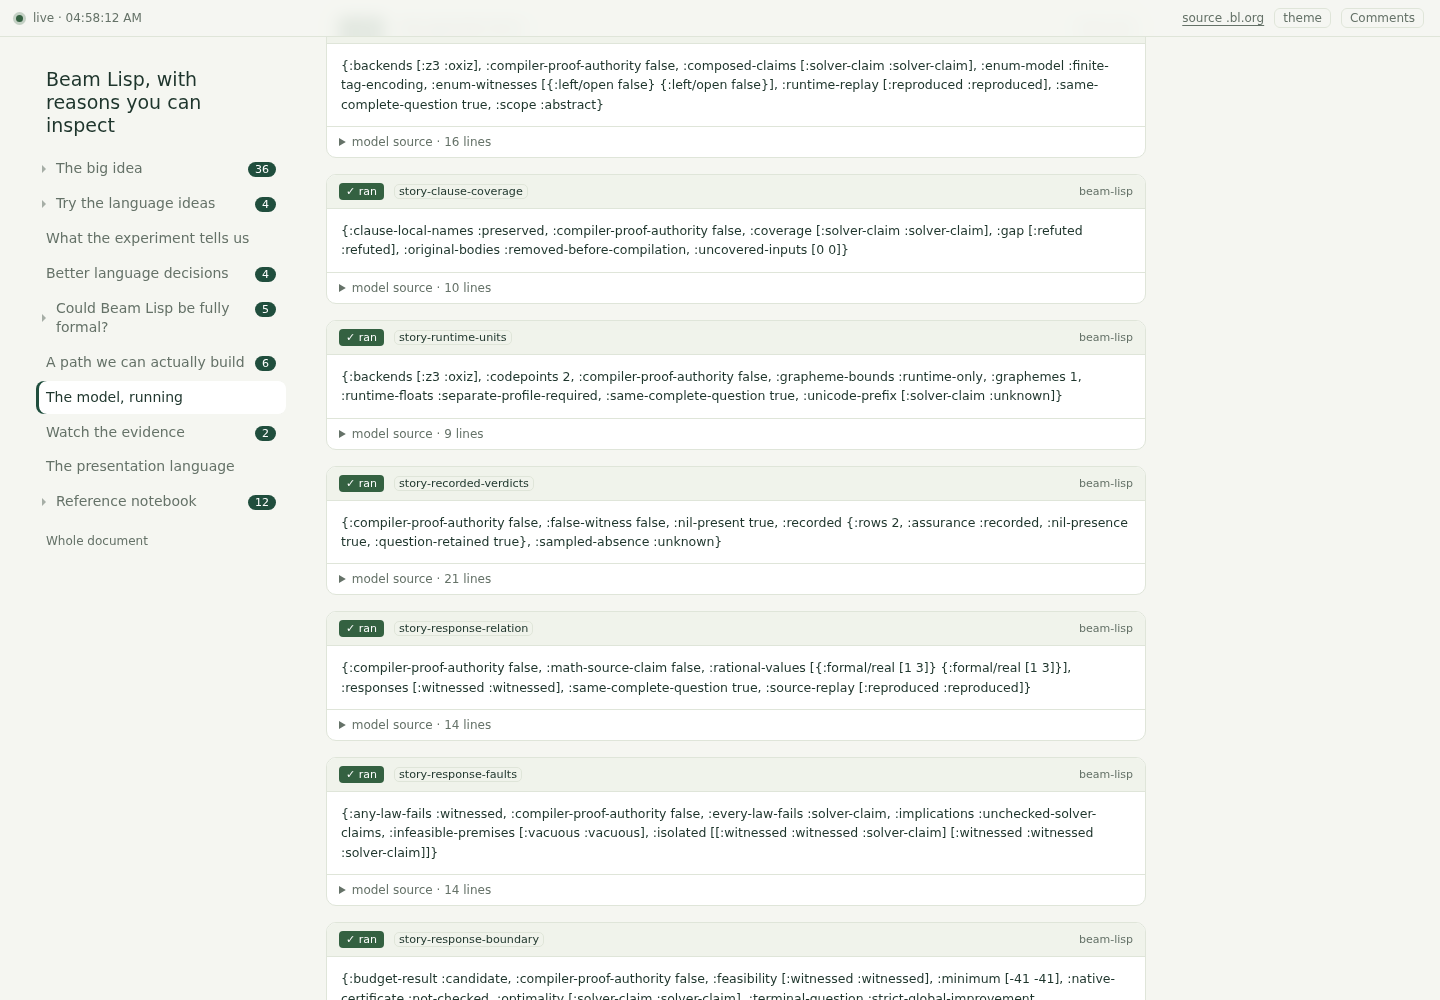 live · 04:58:12 AM
source .bl.org
theme
Comments
Beam Lisp, with
reasons you can
inspect
The big idea
36
Try the language ideas
4
What the experiment tells us
Better language decisions
4
Could Beam Lisp be fully
formal?
5
A path we can actually build
6
The model, running
Watch the evidence
2
The presentation language
Reference notebook
12
Whole document
{:backends [:z3 :oxiz], :compiler-proof-authority false, :composed-claims [:solver-claim :solver-claim], :enum-model :finite-
tag-encoding, :enum-witnesses [{:left/open false} {:left/open false}], :runtime-replay [:reproduced :reproduced], :same-
complete-question true, :scope :abstract}
model source · 16 lines
✓ ran
story-clause-coverage
beam-lisp
{:clause-local-names :preserved, :compiler-proof-authority false, :coverage [:solver-claim :solver-claim], :gap [:refuted
:refuted], :original-bodies :removed-before-compilation, :uncovered-inputs [0 0]}
model source · 10 lines
✓ ran
story-runtime-units
beam-lisp
{:backends [:z3 :oxiz], :codepoints 2, :compiler-proof-authority false, :grapheme-bounds :runtime-only, :graphemes 1,
:runtime-floats :separate-profile-required, :same-complete-question true, :unicode-prefix [:solver-claim :unknown]}
model source · 9 lines
✓ ran
story-recorded-verdicts
beam-lisp
{:compiler-proof-authority false, :false-witness false, :nil-present true, :recorded {:rows 2, :assurance :recorded, :nil-presence
true, :question-retained true}, :sampled-absence :unknown}
model source · 21 lines
✓ ran
story-response-relation
beam-lisp
{:compiler-proof-authority false, :math-source-claim false, :rational-values [{:formal/real [1 3]} {:formal/real [1 3]}],
:responses [:witnessed :witnessed], :same-complete-question true, :source-replay [:reproduced :reproduced]}
model source · 14 lines
✓ ran
story-response-faults
beam-lisp
{:any-law-fails :witnessed, :compiler-proof-authority false, :every-law-fails :solver-claim, :implications :unchecked-solver-
claims, :infeasible-premises [:vacuous :vacuous], :isolated [[:witnessed :witnessed :solver-claim] [:witnessed :witnessed
:solver-claim]]}
model source · 14 lines
✓ ran
story-response-boundary
beam-lisp
{:budget-result :candidate, :compiler-proof-authority false, :feasibility [:witnessed :witnessed], :minimum [-41 -41], :native-
certificate :not-checked, :optimality [:solver-claim :solver-claim], :terminal-question :strict-global-improvement